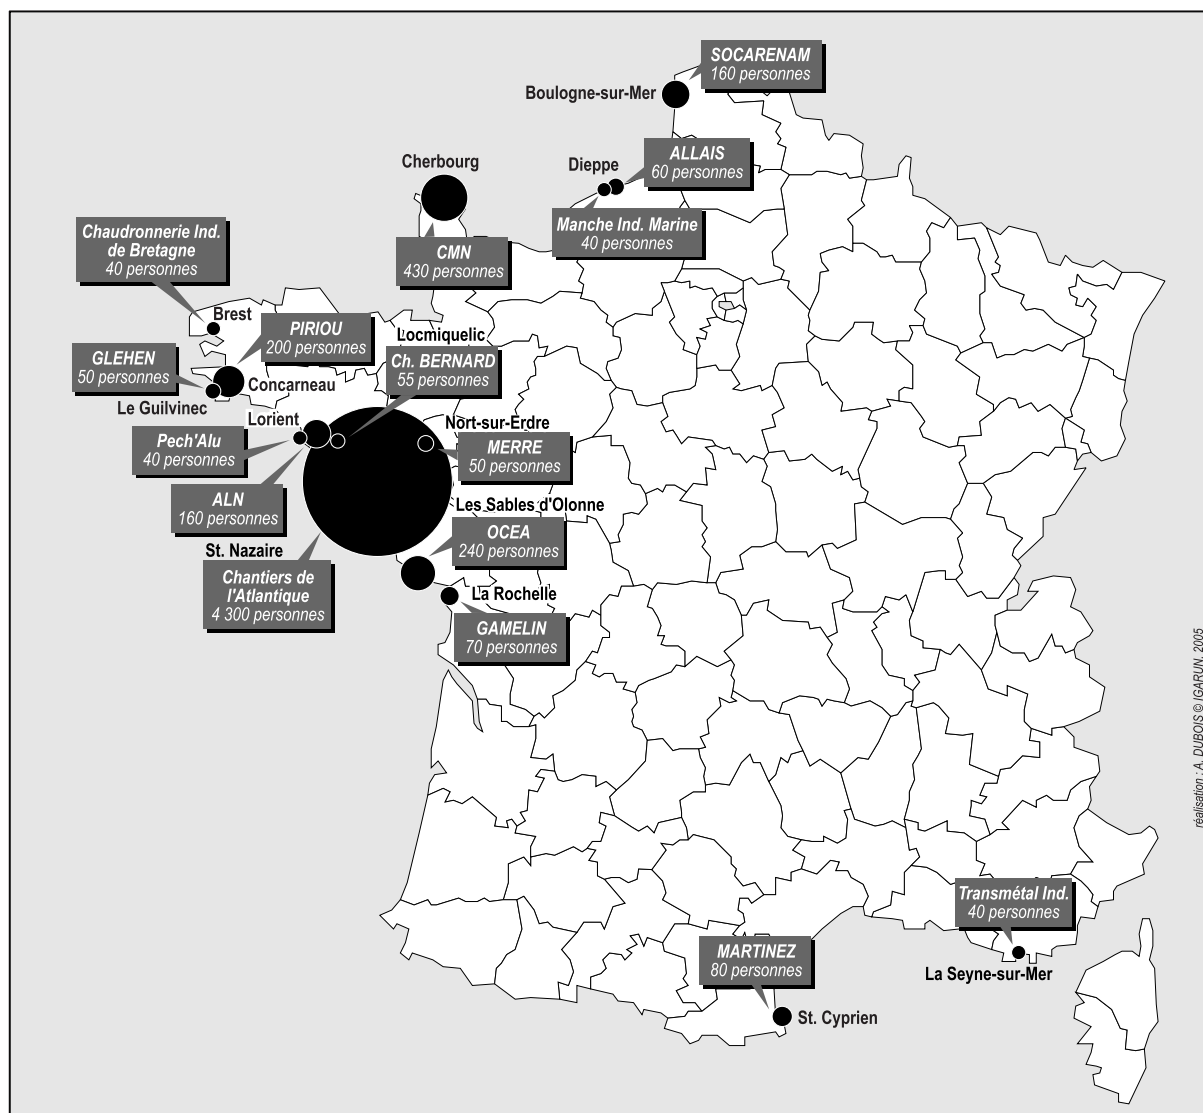 SOCARENAM
160 personnes
Boulogne-sur-Mer
ALLAIS
60 personnes
Dieppe
Cherbourg
Manche Ind. Marine
40 personnes
CMN
430 personnes
Chaudronnerie Ind.
de Bretagne
40 personnes
Brest
PIRIOU
200 personnes
Locmiquelic
Ch. BERNARD
55 personnes
GLEHEN
50 personnes
Concarneau
Le Guilvinec
Lorient
Nort-sur-Erdre
MERRE
50 personnes
Pech'Alu
40 personnes
ALN
160 personnes
Les Sables d'Olonne
OCEA
240 personnes
St. Nazaire
Chantiers de
l'Atlantique
4 300 personnes
La Rochelle
GAMELIN
70 personnes
réalisation : A. DUBOIS © IGARUN, 2005
Transmétal Ind.
40 personnes
MARTINEZ
80 personnes
La Seyne-sur-Mer
St. Cyprien